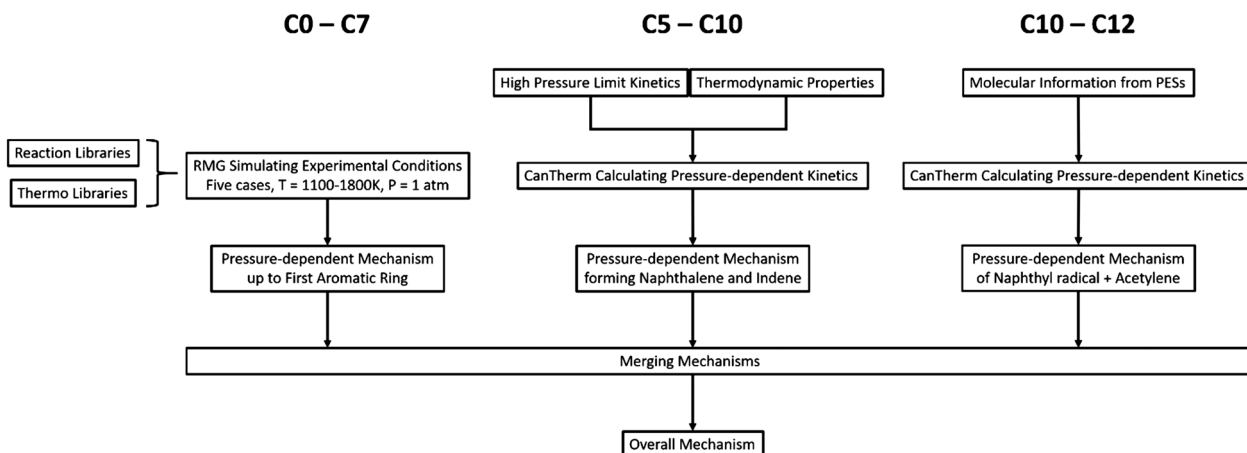 C0 – C7
C5 – C10
C10 – C12
High Pressure Limit Kinetics
Thermodynamic Properties
Molecular Information from PESs
Reaction Libraries
Thermo Libraries
RMG Simulating Experimental Conditions
Five cases, T = 1100-1800K, P = 1 atm
CanTherm Calculating Pressure-dependent Kinetics
CanTherm Calculating Pressure-dependent Kinetics
Pressure-dependent Mechanism
up to First Aromatic Ring
Pressure-dependent Mechanism
forming Naphthalene and Indene
Pressure-dependent Mechanism
of Naphthyl radical + Acetylene
Merging Mechanisms
Overall Mechanism